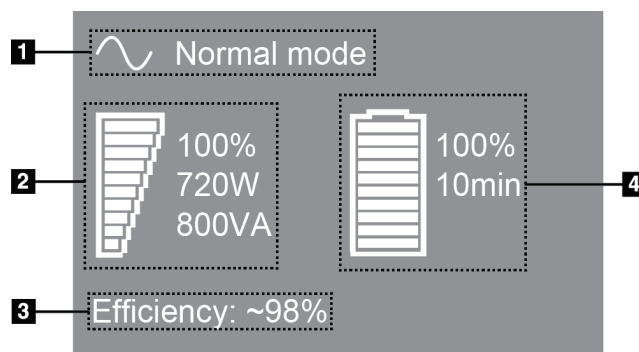 1
Normal mode
2
100%
720W
800VA
100%
10min
4
3
Efficiency: ~98%